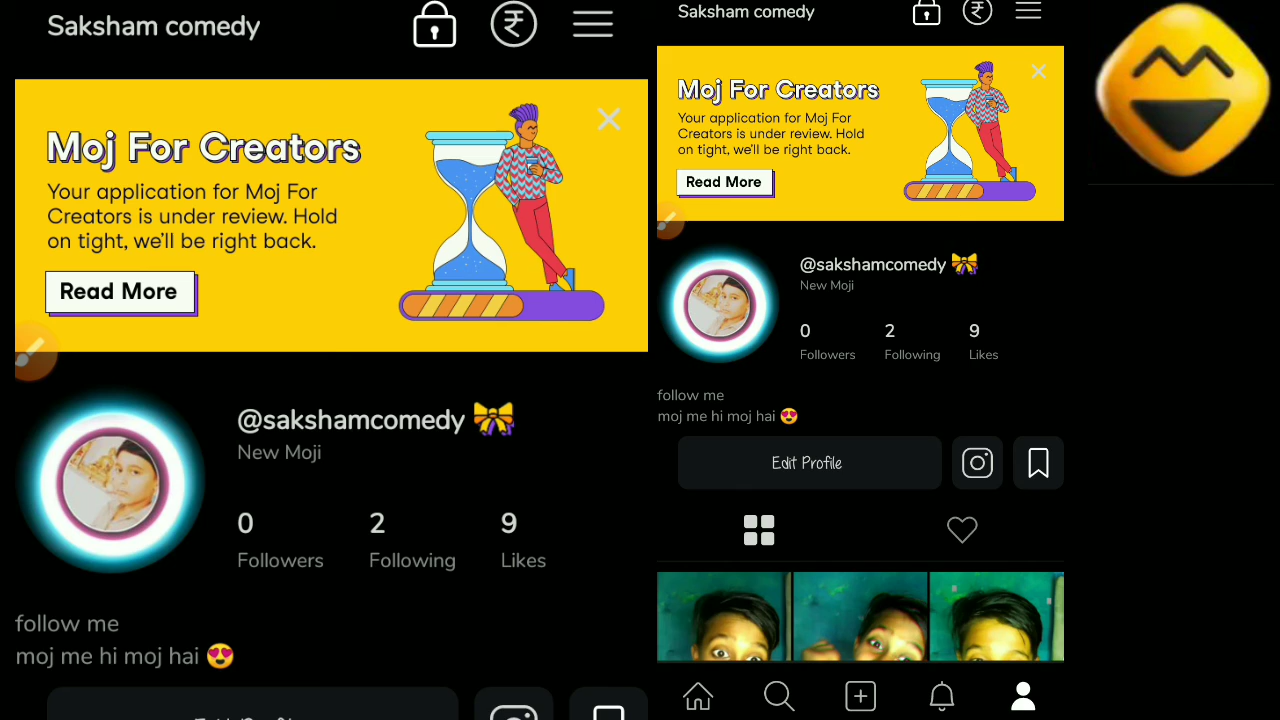 Saksham comedy
Moj For Creators
Your application for Moj For
Creators is under review. Hold
on tight, we'll be right back.
Read More
@sakshamcomedy
New Moji
0 2 9
Followers Following Likes
follow me
moj me hi moj hai 😍
Saksham comedy
Moj For Creators
Your application for Moj For
Creators is under review. Hold
on tight, we'll be right back.
Read More
@sakshamcomedy
New Moji
0 2 9
Followers Following Likes
follow me
moj me hi moj hai 😍
Edit Profile